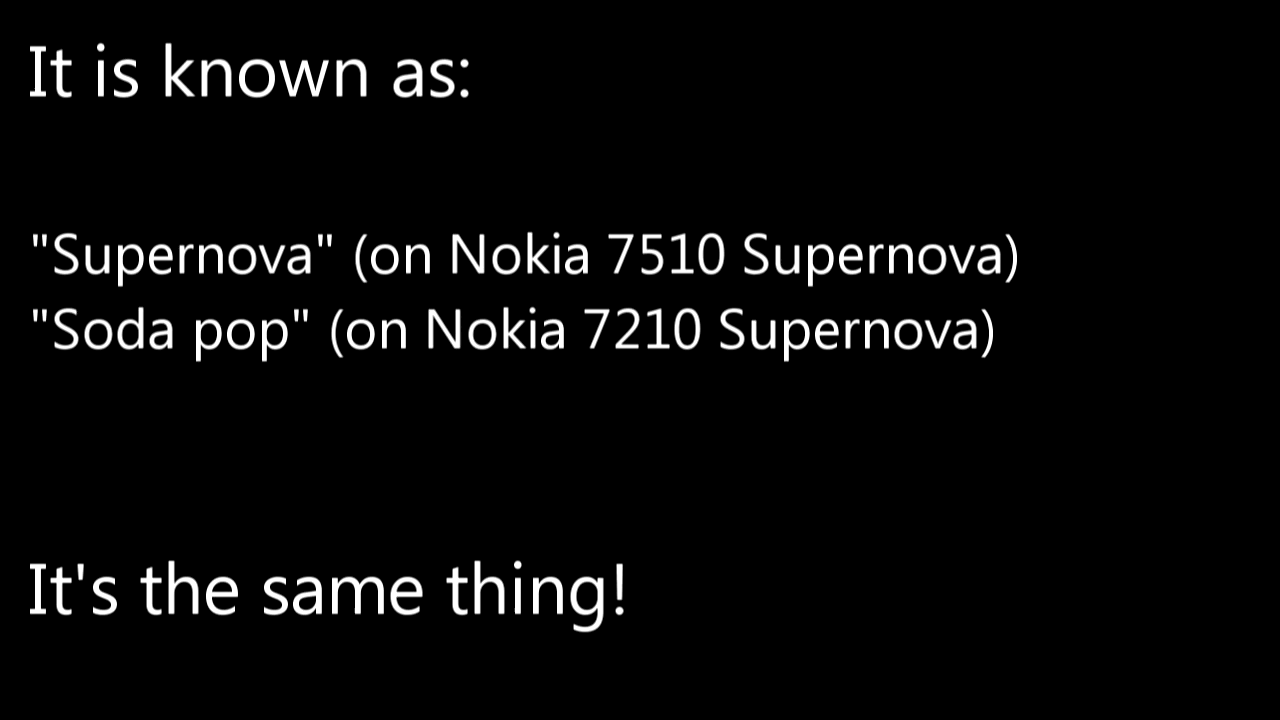 It is known as:
"Supernova" (on Nokia 7510 Supernova)
"Soda pop" (on Nokia 7210 Supernova)
It's the same thing!